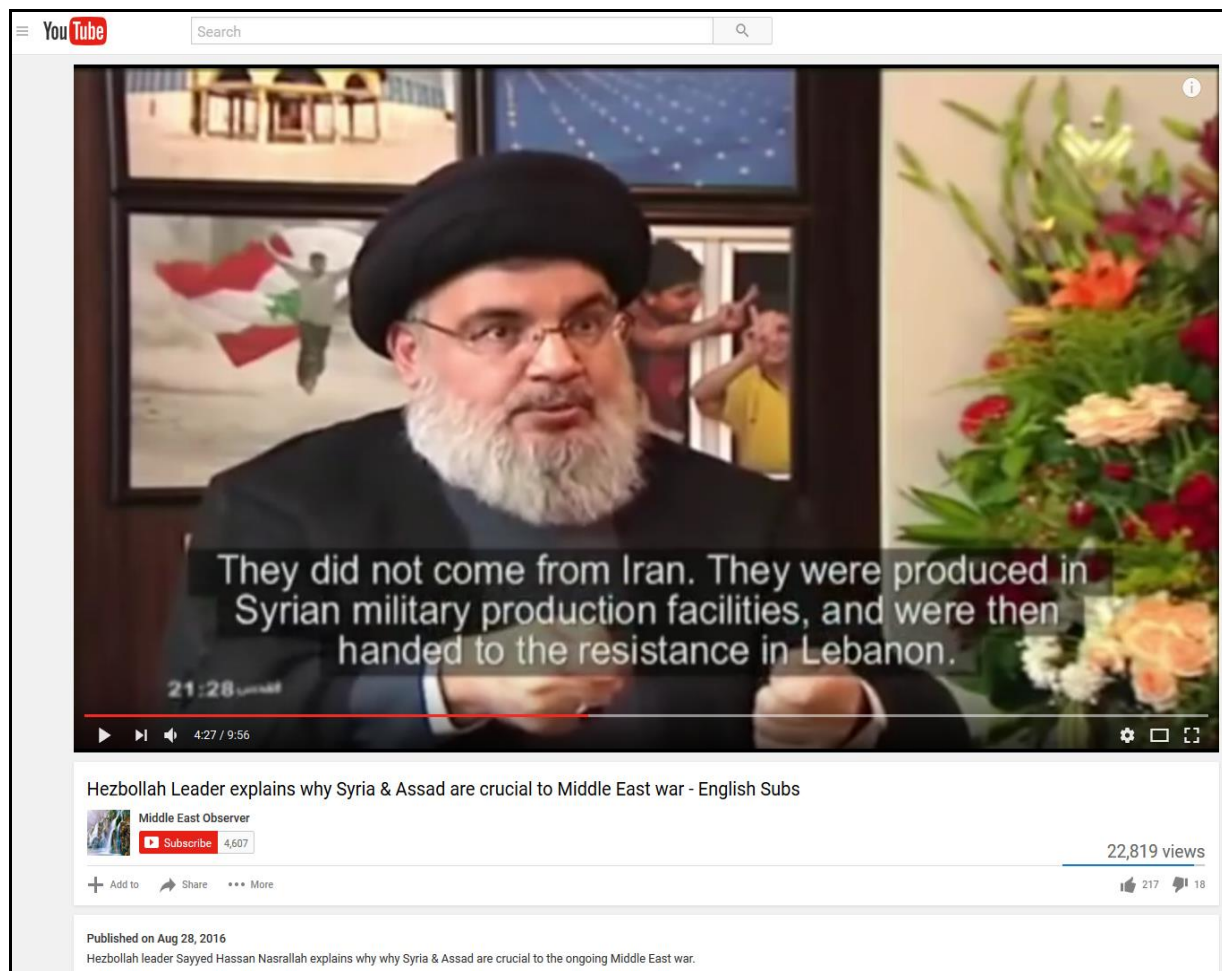 YouTube
Search
They did not come from Iran. They were produced in
Syrian military production facilities, and were then
handed to the resistance in Lebanon.
21:28 القدس
4:27 / 9:56
Hezbollah Leader explains why Syria & Assad are crucial to Middle East war - English Subs
Middle East Observer
Subscribe 4,607
22,819 views
Add to Share More
217 18
Published on Aug 28, 2016
Hezbollah leader Sayyed Hassan Nasrallah explains why why Syria & Assad are crucial to the ongoing Middle East war.